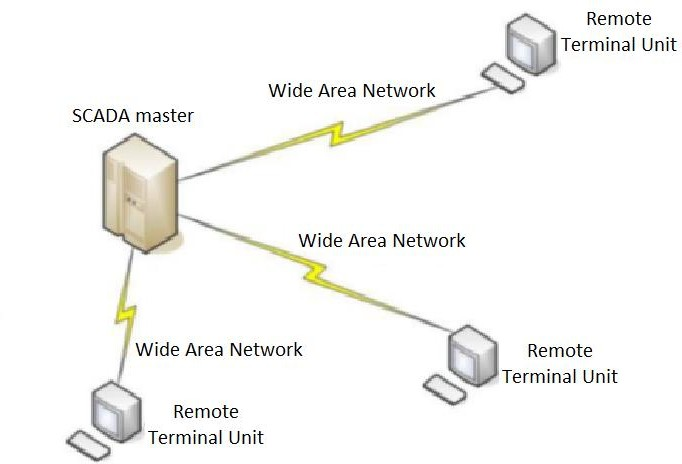 Remote
Terminal Unit
Wide Area Network
SCADA master
Wide Area Network
Wide Area Network
Remote
Terminal Unit
Remote
Terminal Unit